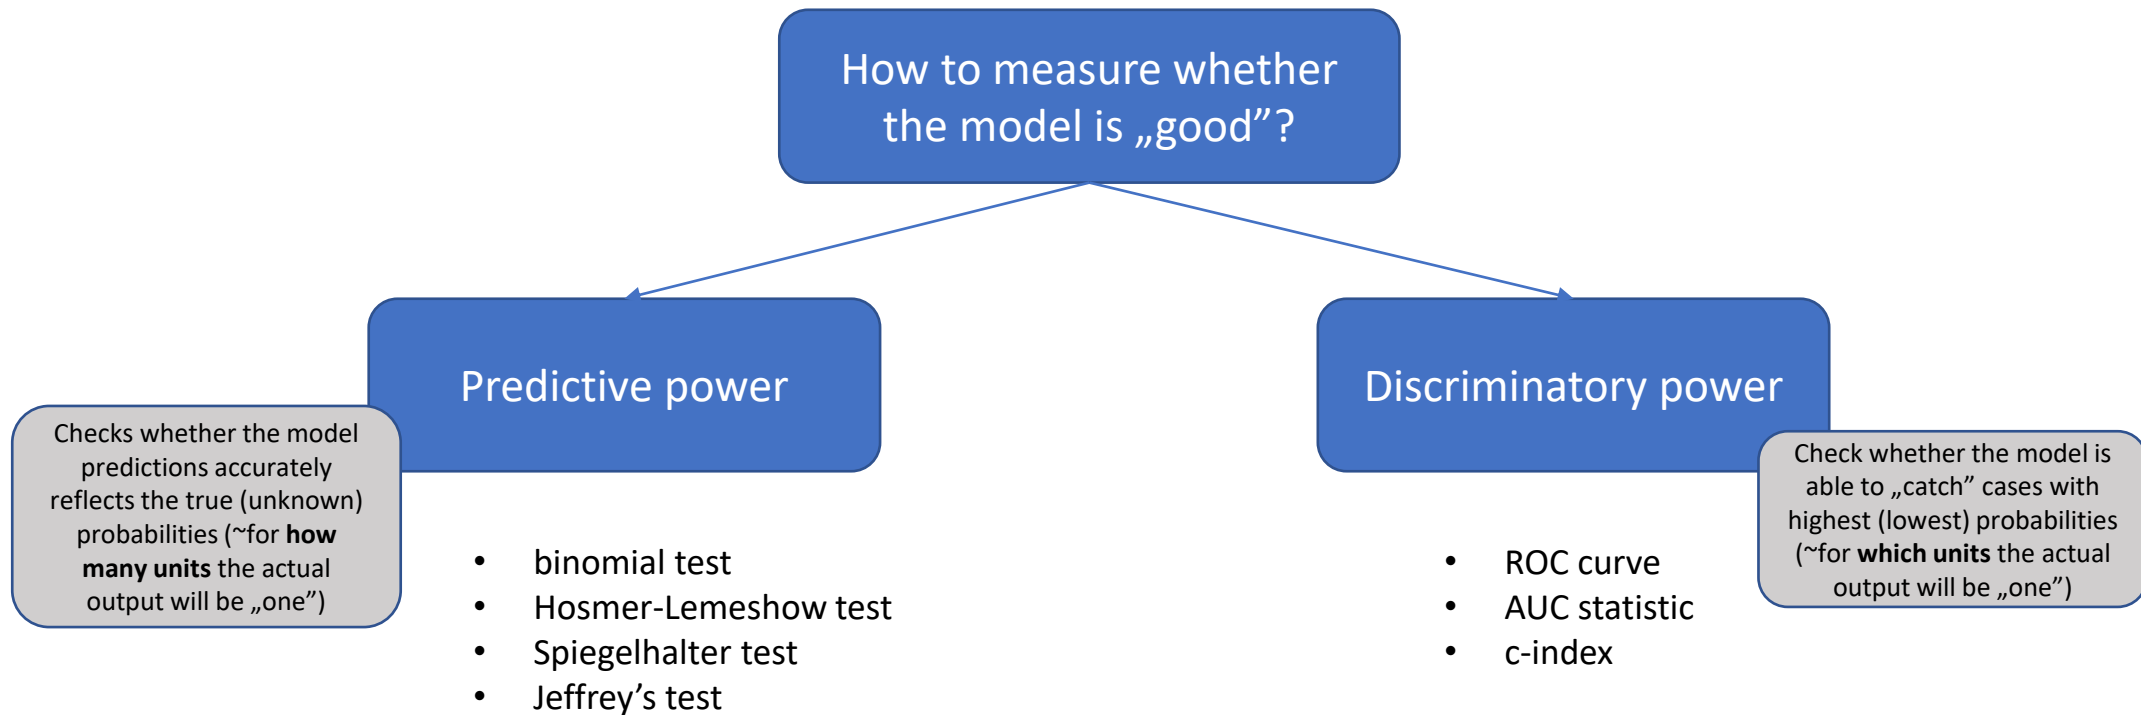 How to measure whether
the model is „good”?
Predictive power
Checks whether the model
predictions accurately
reflects the true (unknown)
probabilities (~for how
many units the actual
output will be „one”)
• binomial test
• Hosmer-Lemeshow test
• Spiegelhalter test
• Jeffrey’s test
Discriminatory power
Check whether the model is
able to „catch” cases with
highest (lowest) probabilities
(~for which units the actual
output will be „one”)
• ROC curve
• AUC statistic
• c-index